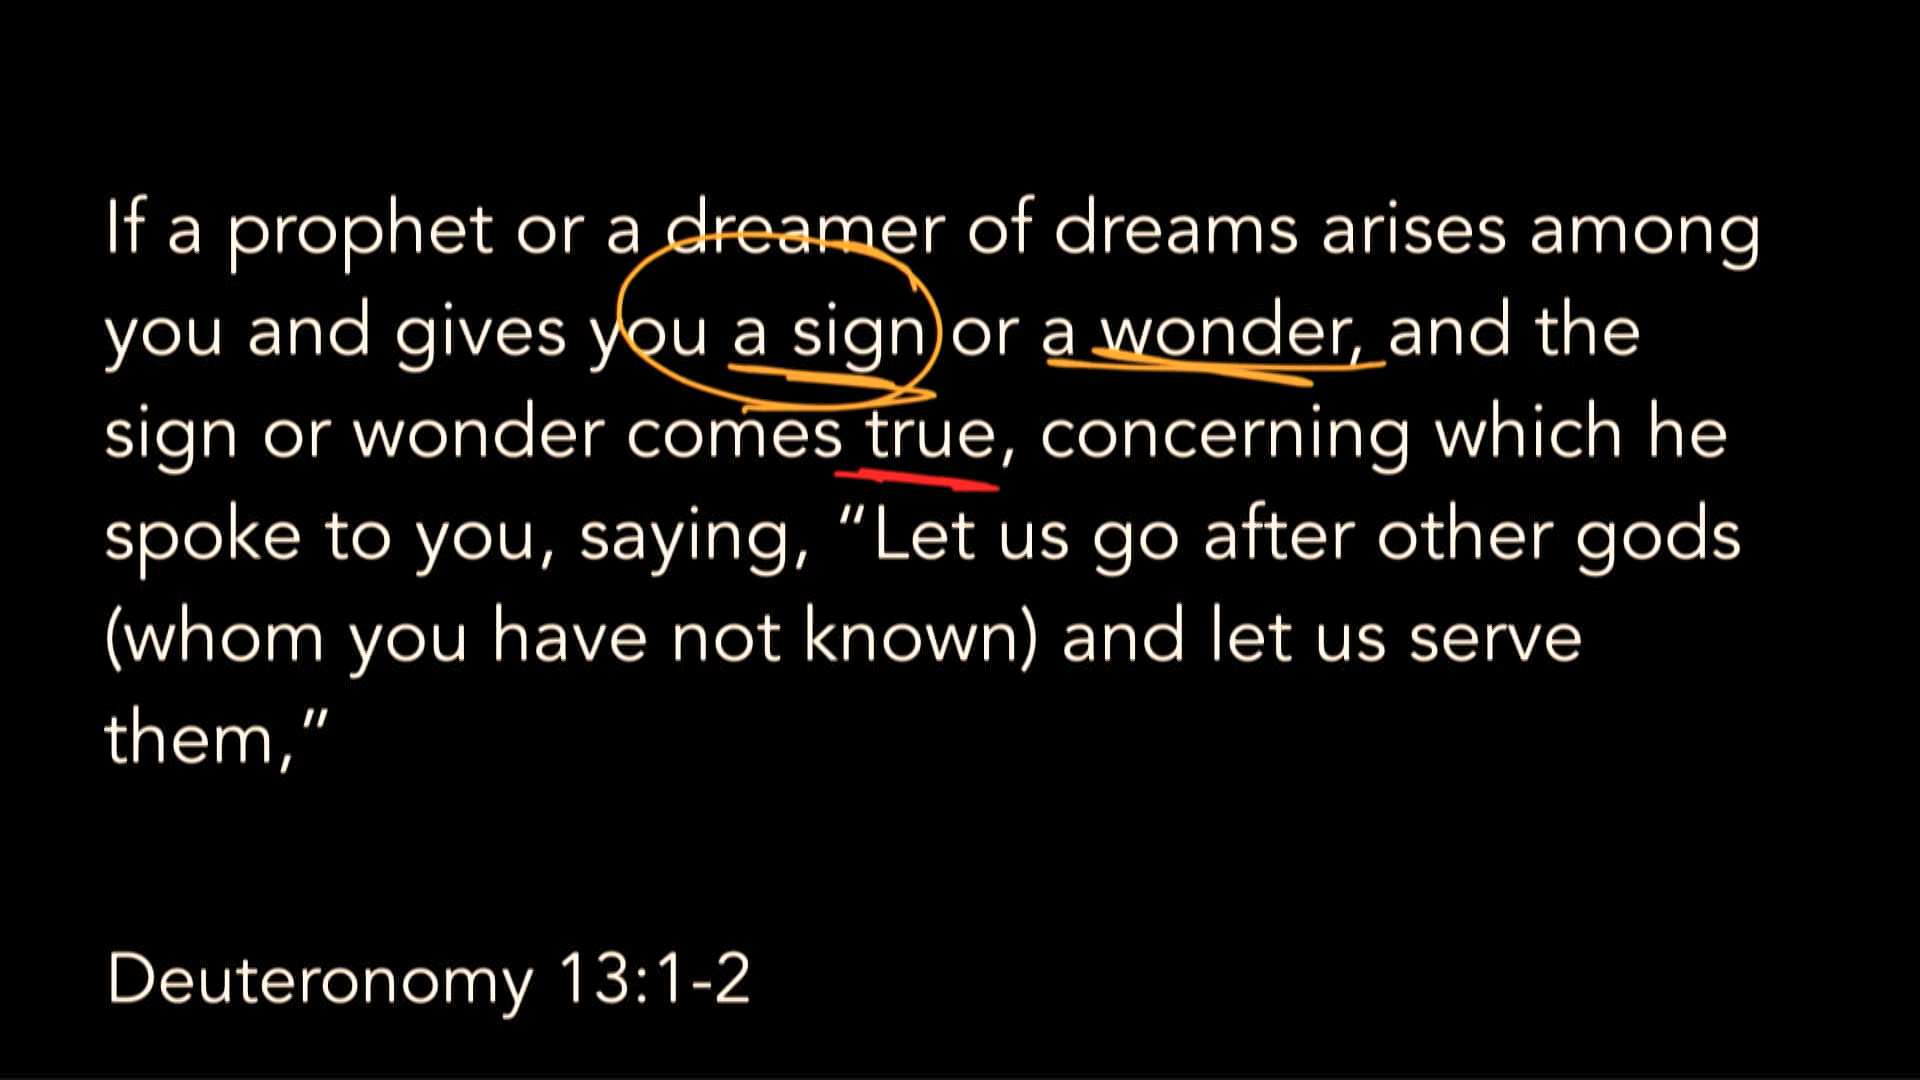 If a prophet or a dreamer of dreams arises among
you and gives you a sign or a wonder, and the
sign or wonder comes true, concerning which he
spoke to you, saying, “Let us go after other gods
(whom you have not known) and let us serve
them,”
Deuteronomy 13:1-2